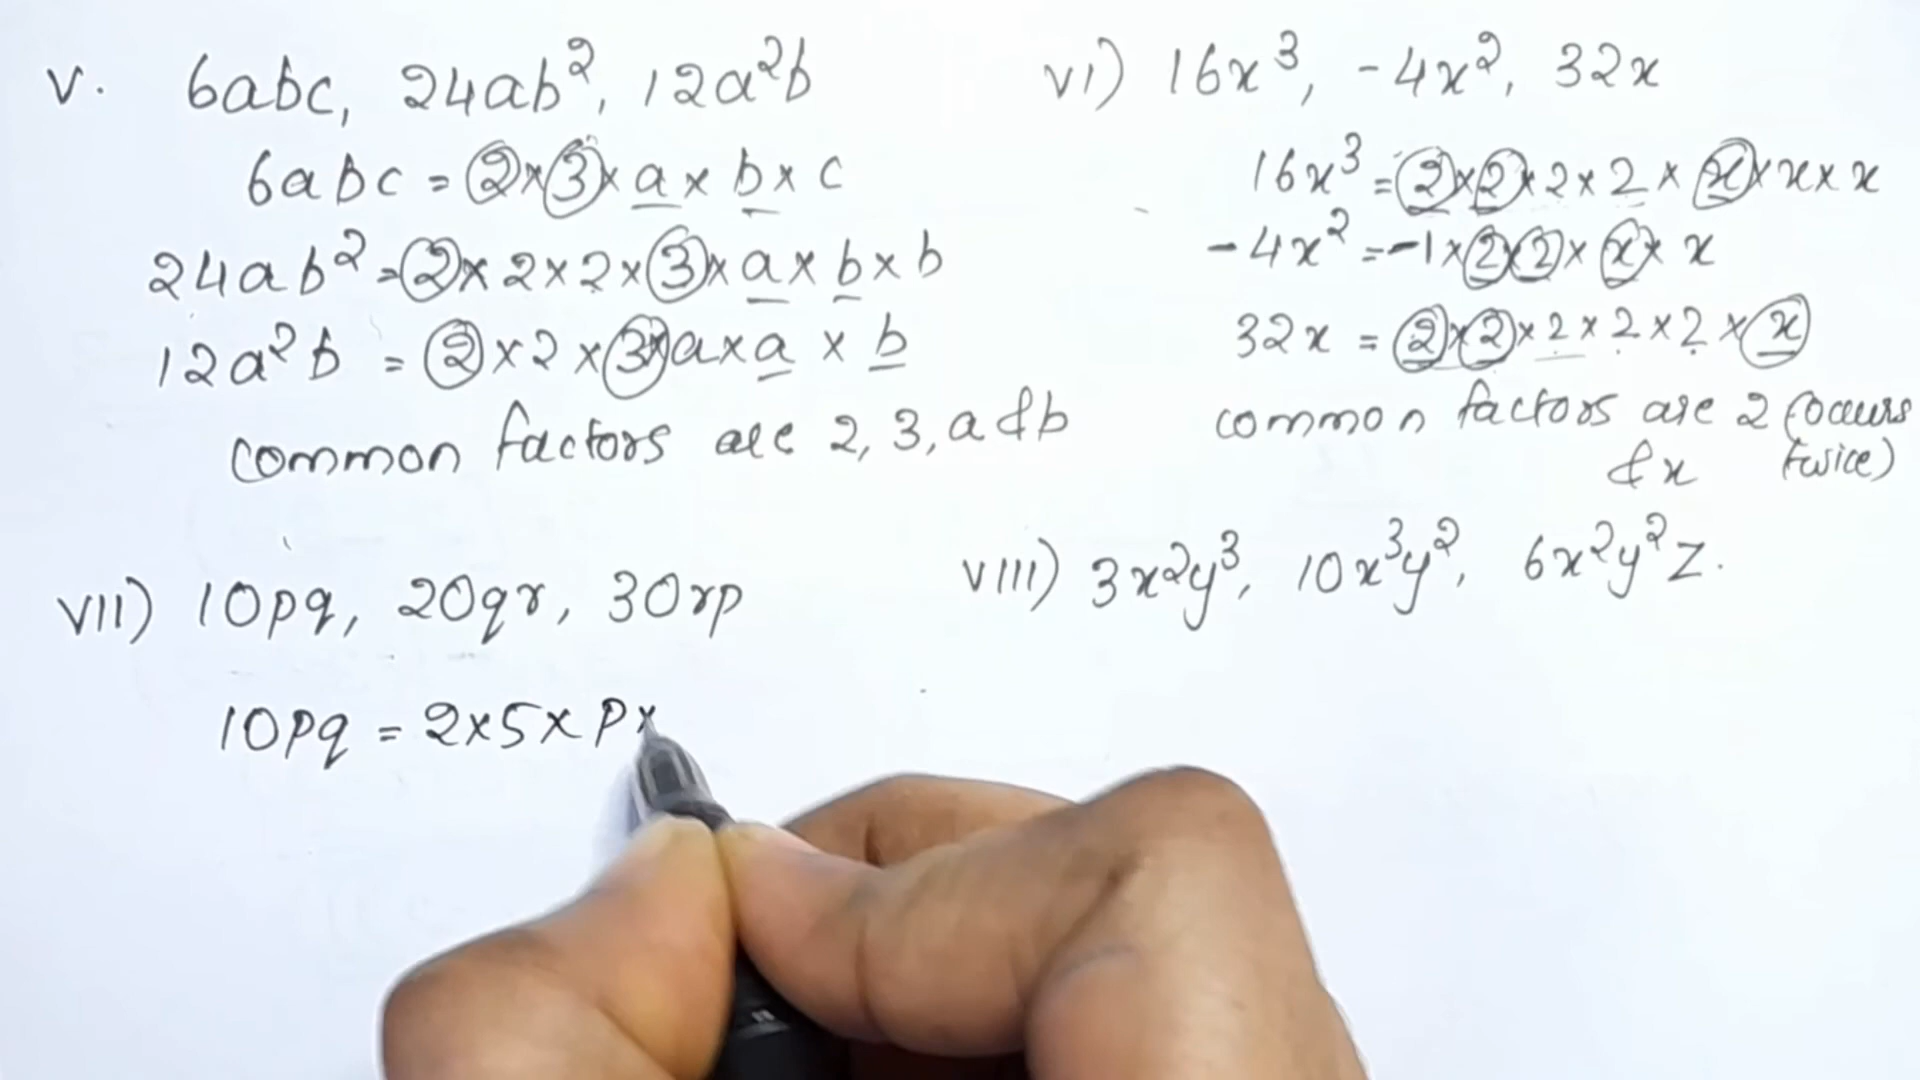 v. 6abc, 24ab², 12a²b
6abc = 2×3×a×b×c
24ab² = 2×2×2×3×a×b×b
12a²b = 2×2×3×a×a×b
common factors are 2, 3, a & b
vi) 16x³, -4x², 32x
16x³ = 2×2×2×2×x×x×x
-4x² = -1×2×2×x×x
32x = 2×2×2×2×2×x
common factors are 2 (occurs
& x twice)
vii) 10pq, 20qr, 30rp
10pq = 2×5×p×
viii) 3x²y³, 10x³y², 6x²y²z.